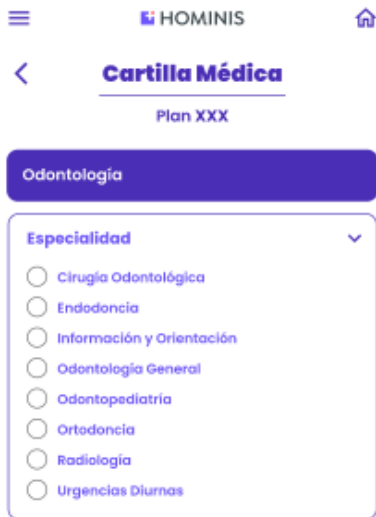 HOMINIS
Cartilla Médica
Plan XXX
Odontología
Especialidad
Cirugía Odontológica
Endodoncia
Información y Orientación
Odontología General
Odontopediatría
Ortodoncia
Radiología
Urgencias Diurnas